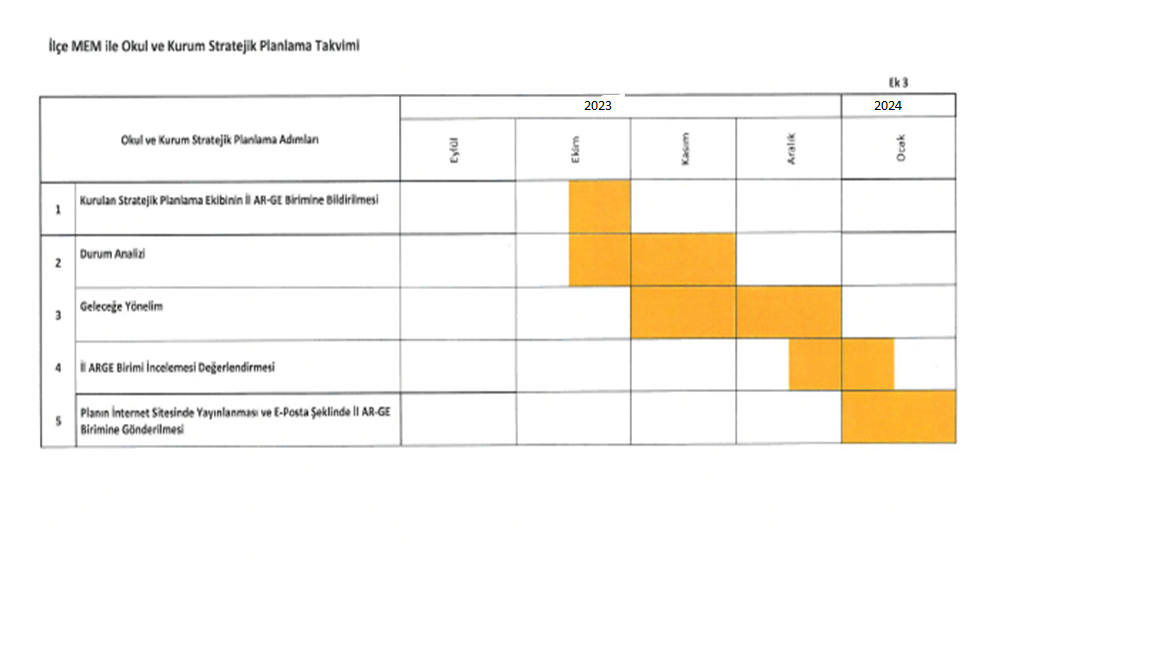 İlçe MEM ile Okul ve Kurum Stratejik Planlama Takvimi
Ek 3
Okul ve Kurum Stratejik Planlama Adımları
2023
2024
Eylül
Ekim
Kasım
Aralık
Ocak
1
Kurulan Stratejik Planlama Ekibinin İl AR-GE Birimine Bildirilmesi
2
Durum Analizi
3
Geleceğe Yönelim
4
İl ARGE Birimi İncelemesi Değerlendirmesi
5
Planın İnternet Sitesinde Yayınlanması ve E-Posta Şeklinde İl AR-GE
Birimine Gönderilmesi